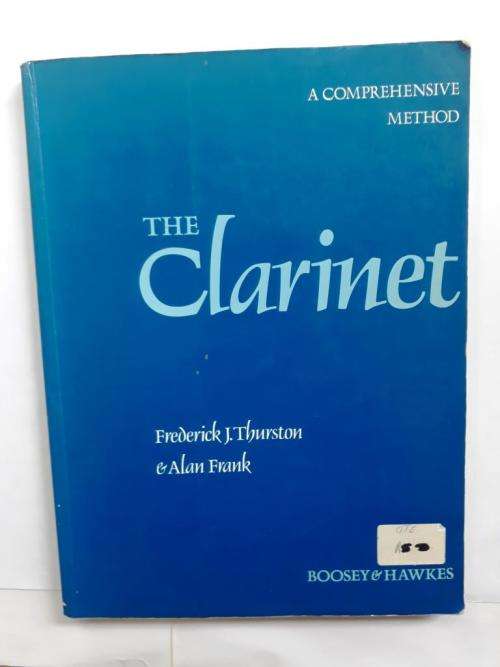 A COMPREHENSIVE
METHOD
THE
Clarinet
Frederick J. Thurston
& Alan Frank
BOOSEY & HAWKES